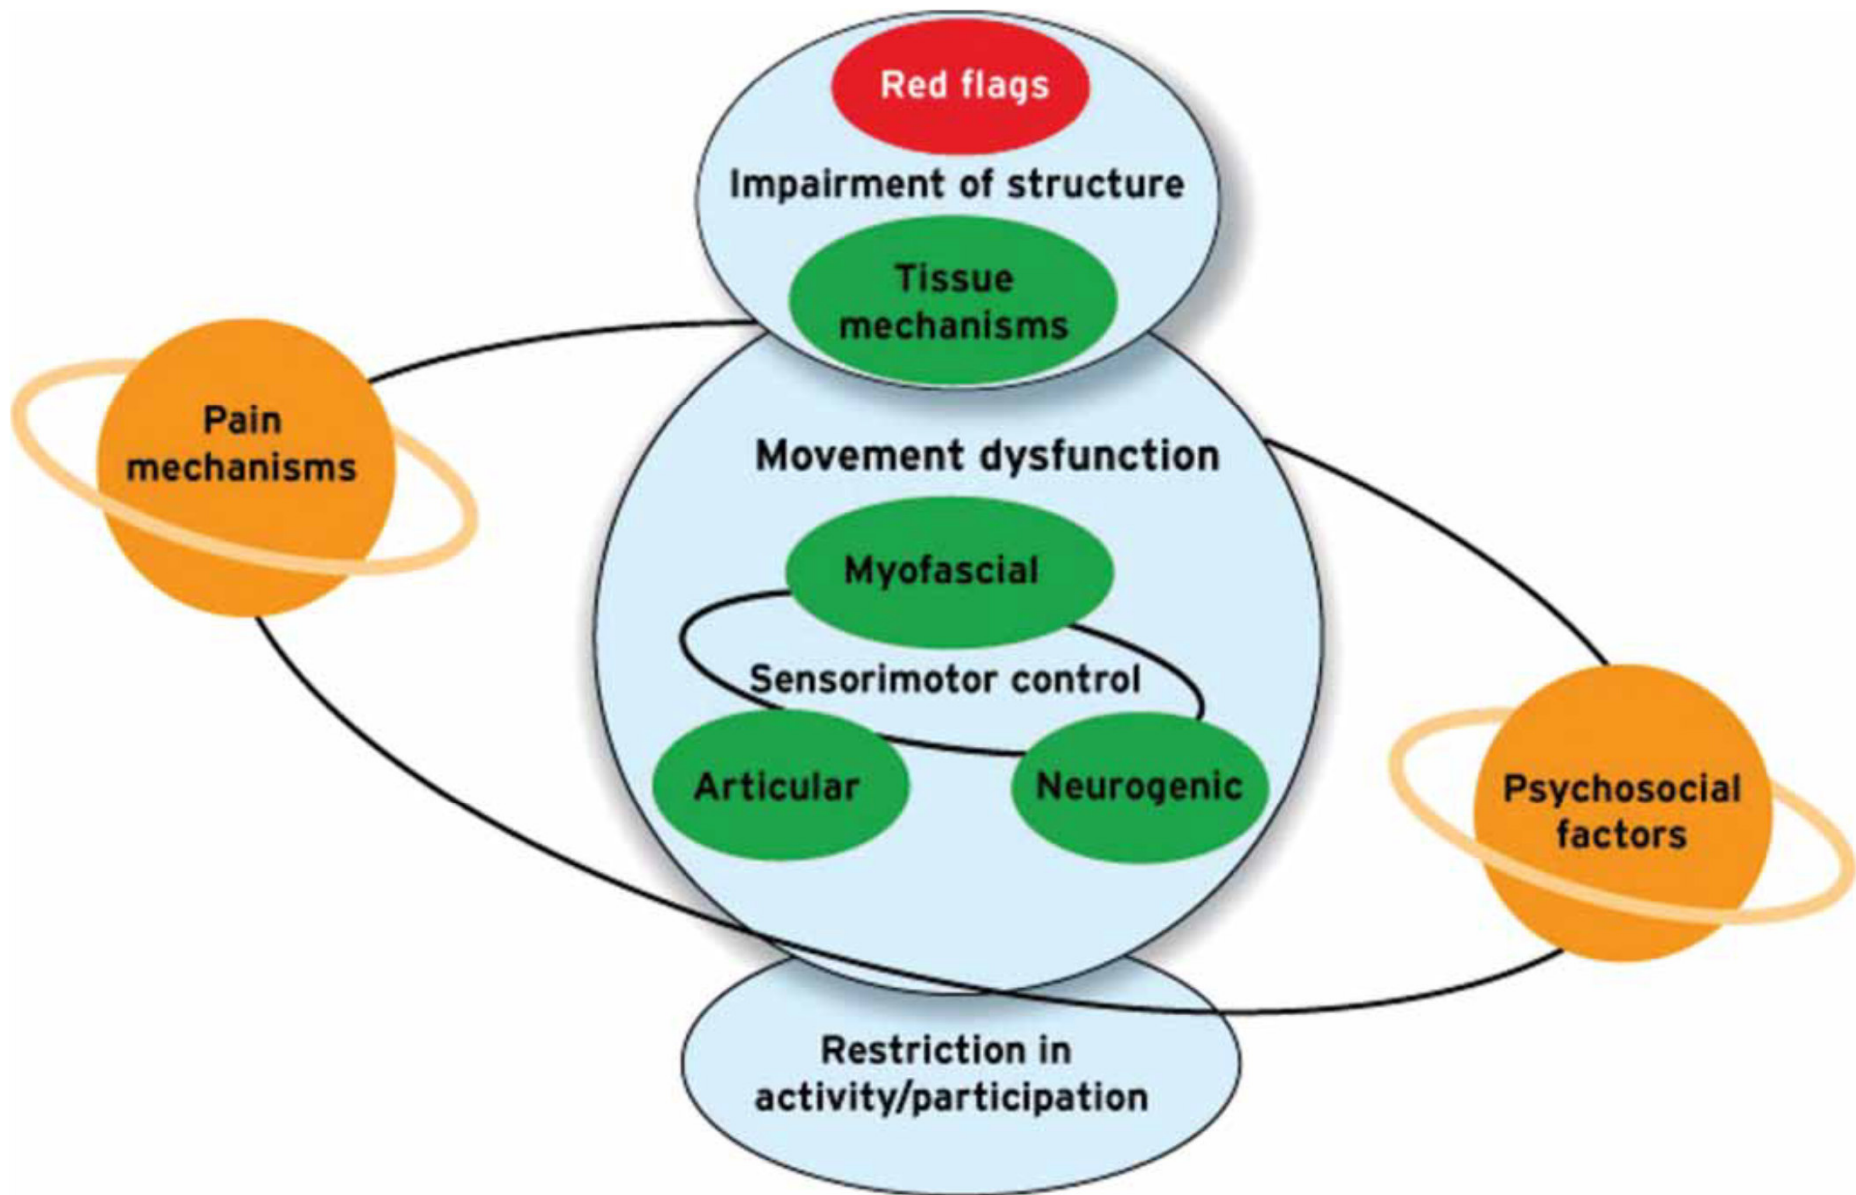 Red flags
Impairment of structure
Tissue
mechanisms
Pain
mechanisms
Movement dysfunction
Myofascial
Sensorimotor control
Articular
Neurogenic
Psychosocial
factors
Restriction in
activity/participation